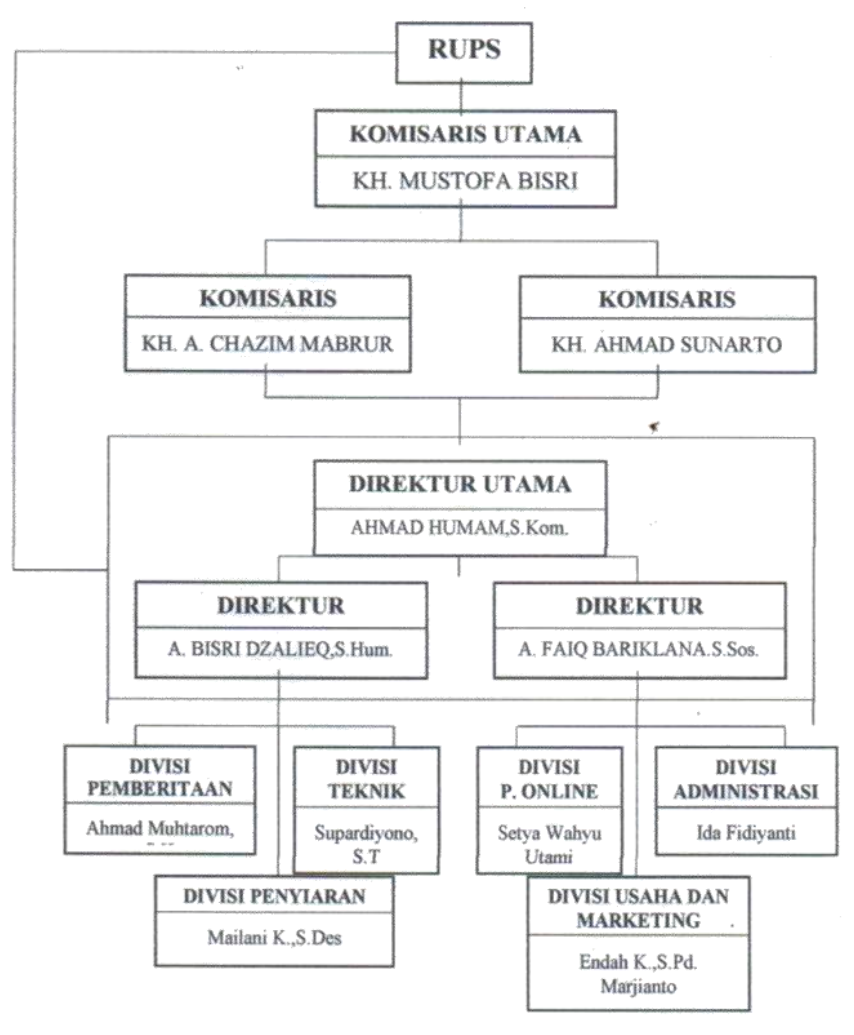 RUPS
KOMISARIS UTAMA
KH. MUSTOFA BISRI
KOMISARIS
KH. A. CHAZIM MABRUR
KOMISARIS
KH. AHMAD SUNARTO
DIREKTUR UTAMA
AHMAD HUMAM,S.Kom.
DIREKTUR
A. BISRI DZALIEQ,S.Hum.
DIREKTUR
A. FAIQ BARIKLANA.S.Sos.
DIVISI
PEMBERITAAN
Ahmad Muhtarom,
DIVISI
TEKNIK
Supardiyono,
S.T
DIVISI
P. ONLINE
Setya Wahyu
Utami
DIVISI
ADMINISTRASI
Ida Fidiyanti
DIVISI PENYIARAN
Mailani K.,S.Des
DIVISI USAHA DAN
MARKETING
Endah K.,S.Pd.
Marjianto